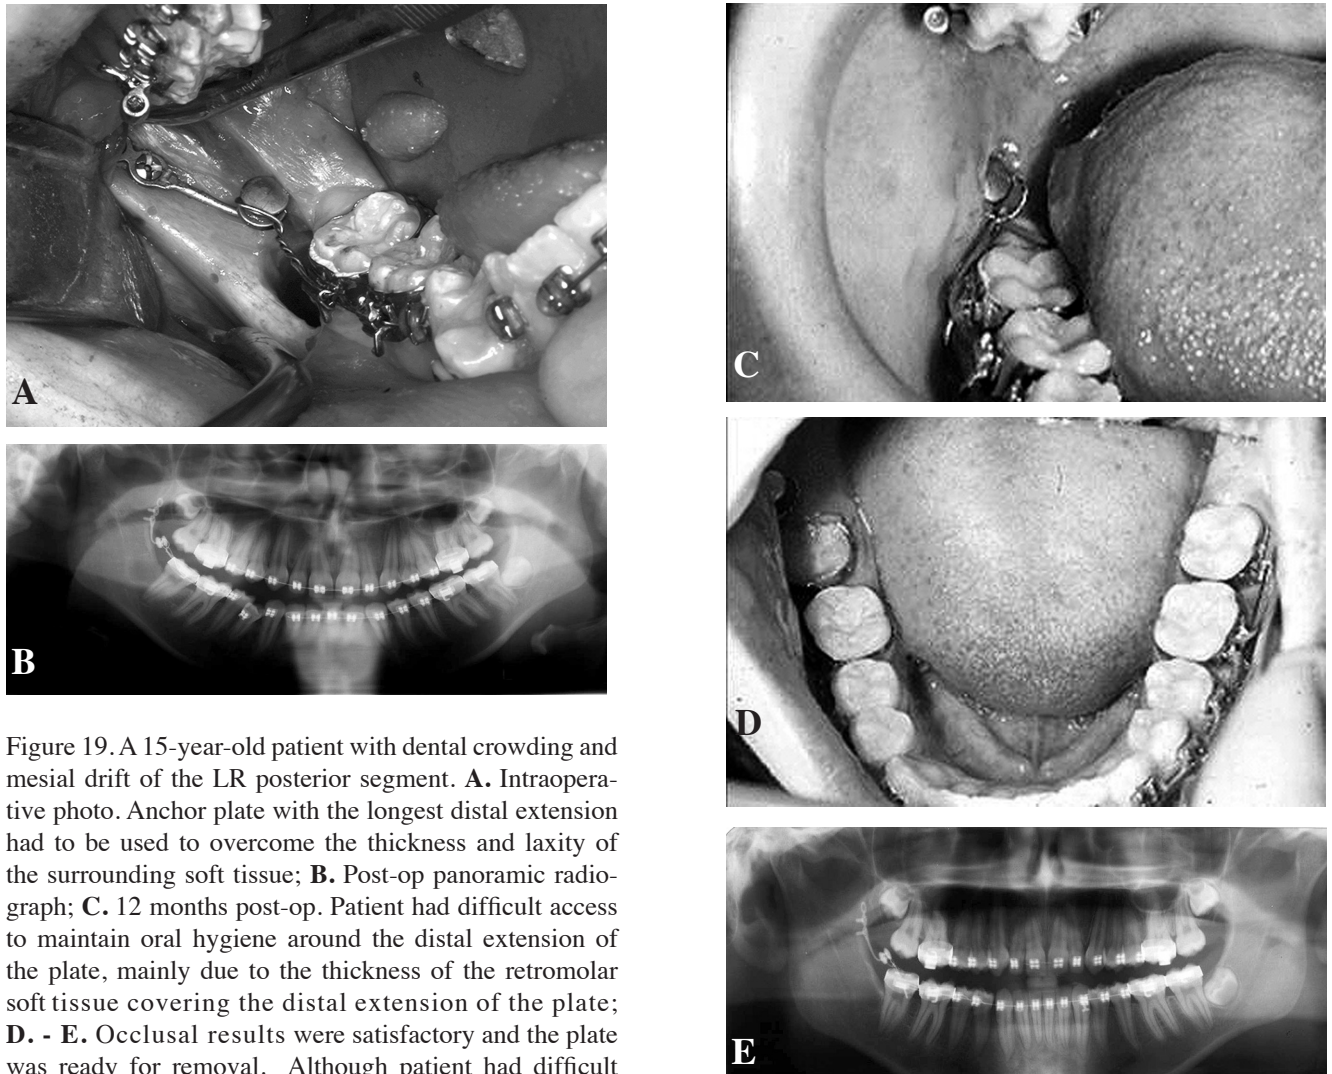 A
B
Figure 19. A 15-year-old patient with dental crowding and
mesial drift of the LR posterior segment. A. Intraopera-
tive photo. Anchor plate with the longest distal extension
had to be used to overcome the thickness and laxity of
the surrounding soft tissue; B. Post-op panoramic radio-
graph; C. 12 months post-op. Patient had difficult access
to maintain oral hygiene around the distal extension of
the plate, mainly due to the thickness of the retromolar
soft tissue covering the distal extension of the plate;
D. - E. Occlusal results were satisfactory and the plate
was ready for removal. Although patient had difficult
C
D
E